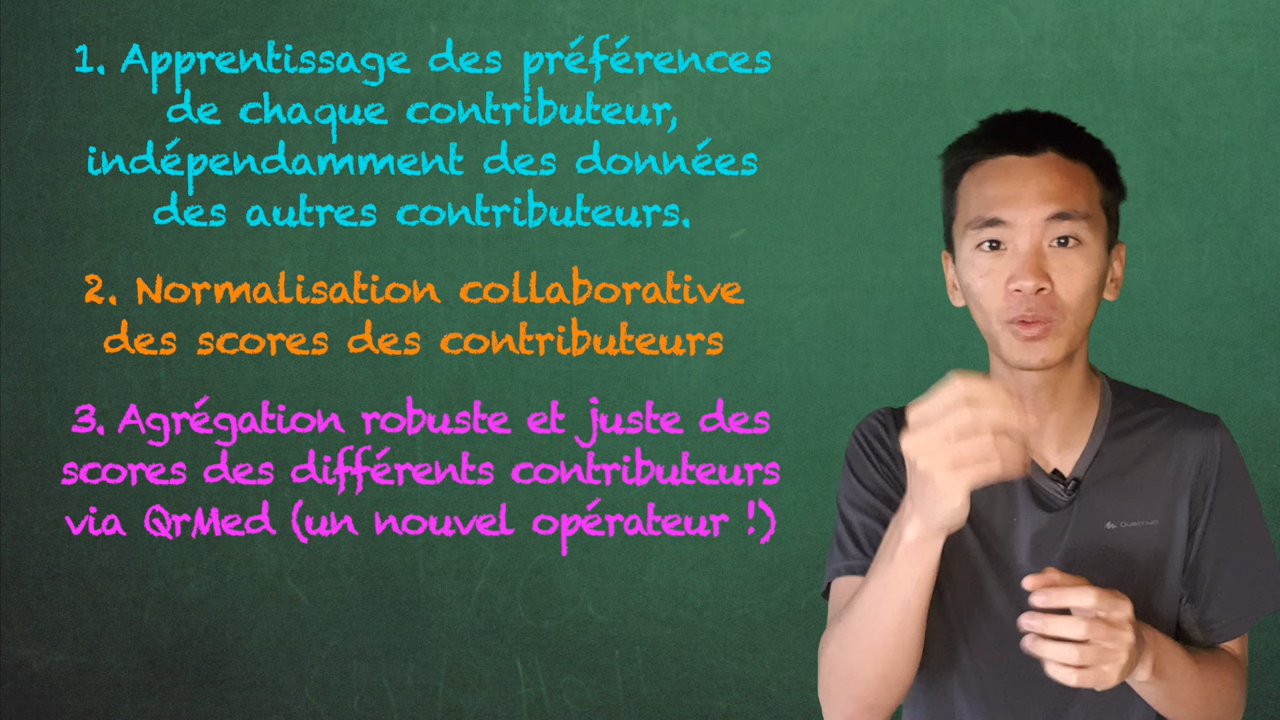 1. Apprentissage des préférences
de chaque contributeur,
indépendamment des données
des autres contributeurs.
2. Normalisation collaborative
des scores des contributeurs
3. Agrégation robuste et juste des
scores des différents contributeurs
via QrMed (un nouvel opérateur !)
Quechua